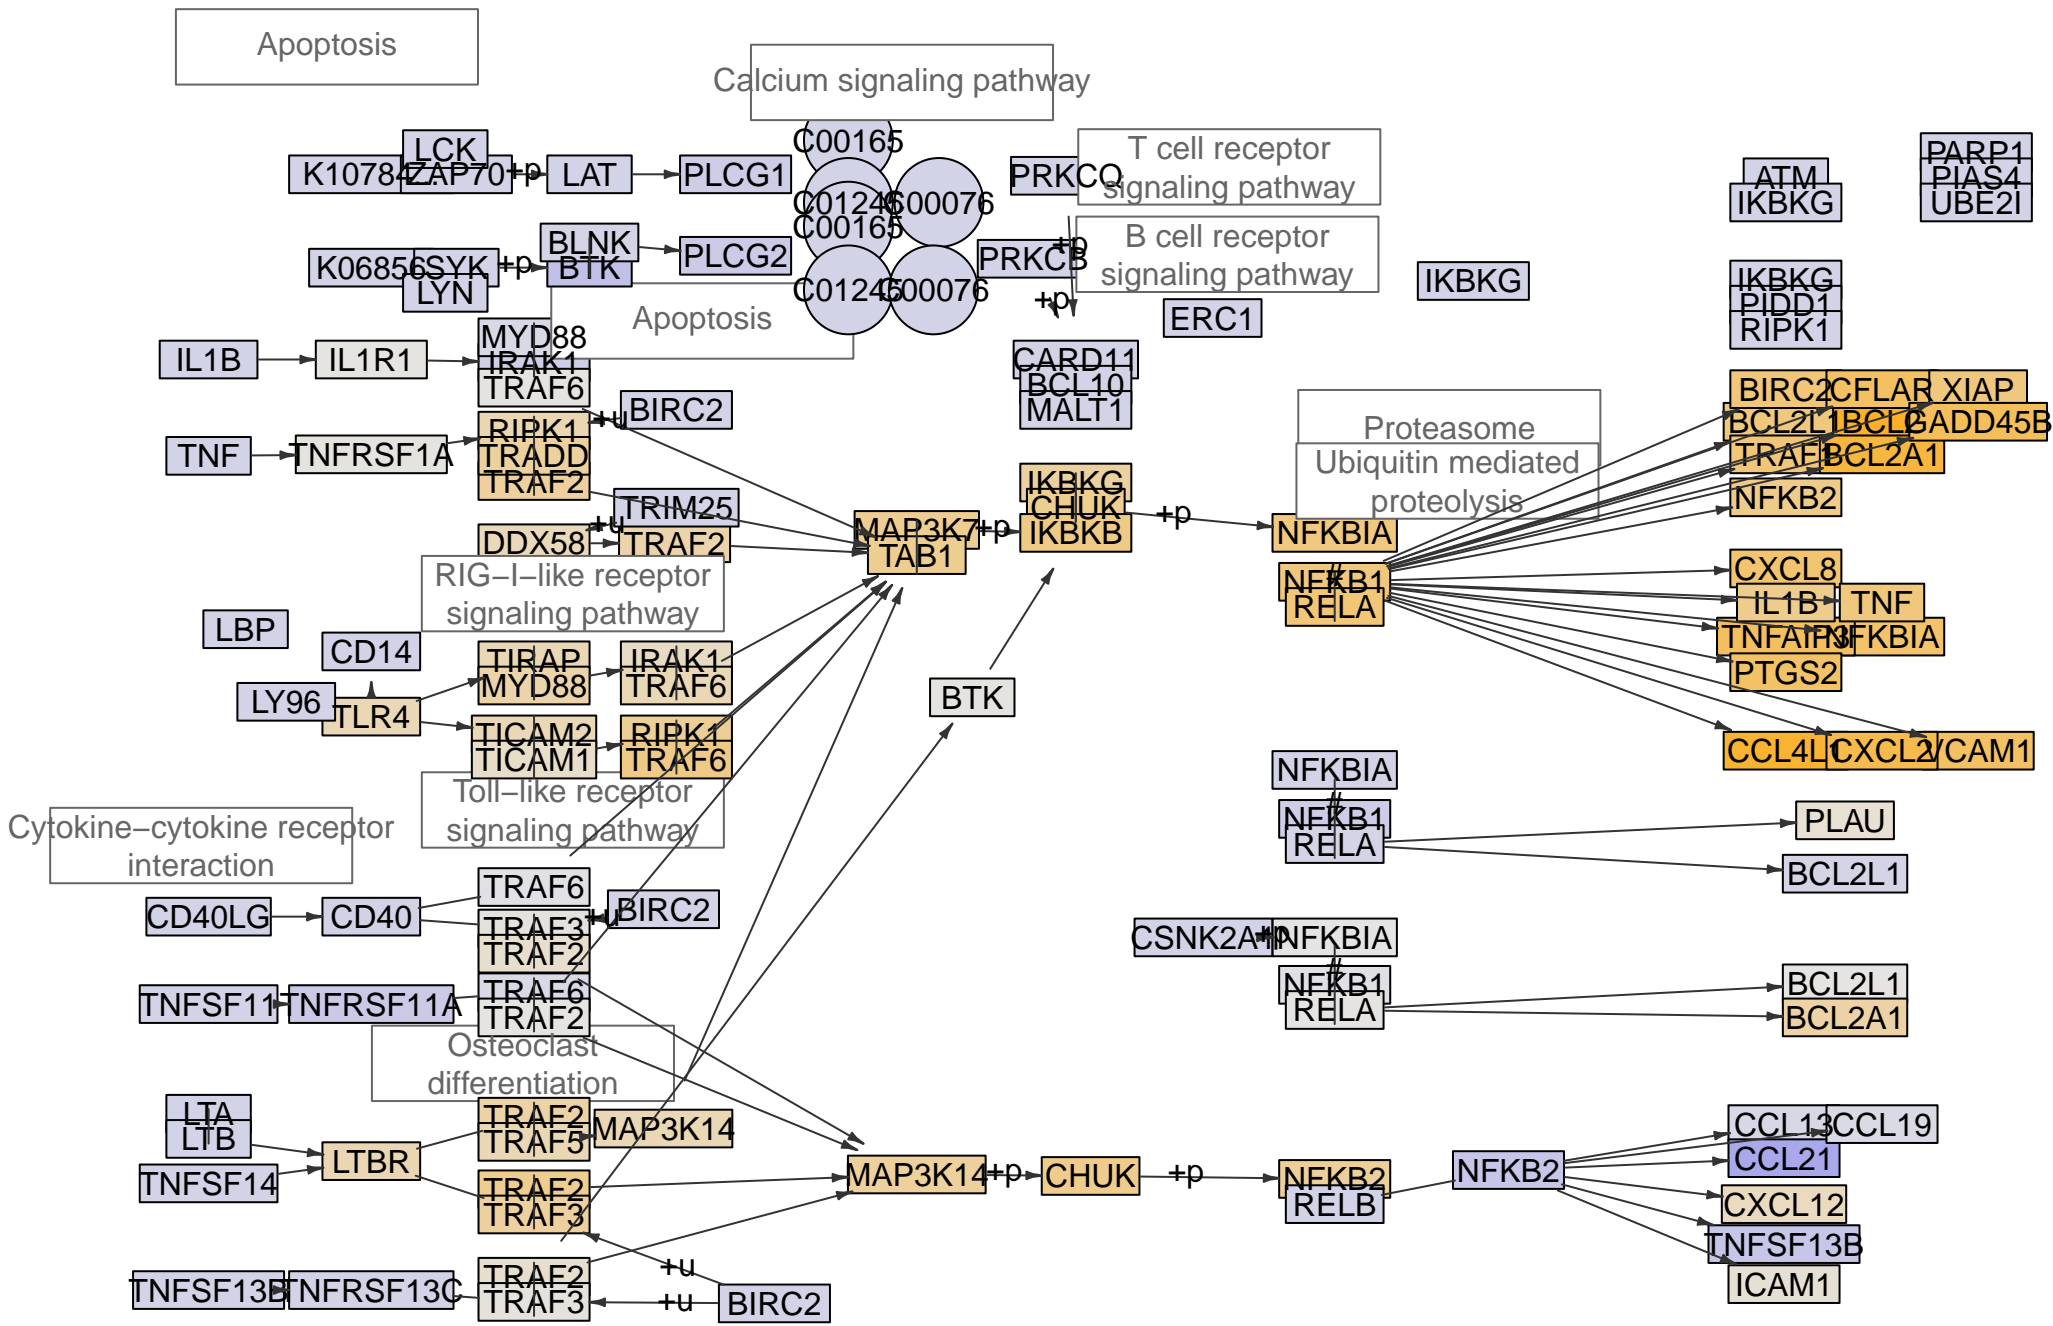 Apoptosis
Calcium signaling pathway
LCK
K10784
ZAP70
+p
LAT
PLCG1
C00165
C01246
C00076
C00165
C01245
C00076
PRKCQ
T cell receptor
signaling pathway
ATM
IKBKG
PARP1
PIAS4
UBE2I
BLNK
K06856
SYK
+p
BTK
LYN
PLCG2
PRKCB
+p
+p
B cell receptor
signaling pathway
IKBKG
IKBKG
PIDD1
RIPK1
ERC1
Apoptosis
MYD88
IRAK1
TRAF6
IL1B
IL1R1
CARD11
BCL10
MALT1
BIRC2
+u
RIPK1
TRADD
TRAF2
TNF
TNFRSF1A
Proteasome
Ubiquitin mediated
proteolysis
BIRC2
CFLAR
XIAP
BCL2L1
BCL2
GADD45B
TRAF1
BCL2A1
NFKB2
TRIM25
+u
DDX58
TRAF2
MAP3K7
TAB1
+p
IKBKG
CHUK
IKBKB
+p
NFKBIA
NFKB1
RELA
CXCL8
IL1B
TNF
TNFAIP3
NFKBIA
PTGS2
RIG−I−like receptor
signaling pathway
LBP
CD14
LY96
TLR4
TIRAP
MYD88
IRAK1
TRAF6
TICAM2
TICAM1
RIPK1
TRAF6
BTK
CCL4L1
CXCL2
VCAM1
Toll−like receptor
signaling pathway
Cytokine−cytokine receptor
interaction
NFKBIA
NFKB1
RELA
PLAU
BCL2L1
TRAF6
CD40LG
CD40
TRAF3
TRAF2
+u
BIRC2
CSNK2A1
+p
NFKBIA
NFKB1
RELA
BCL2L1
BCL2A1
TNFSF11
TNFRSF11A
TRAF6
TRAF2
Osteoclast
differentiation
LTA
LTB
TNFSF14
LTBR
TRAF2
TRAF5
MAP3K14
TRAF2
TRAF3
MAP3K14
+p
CHUK
+p
NFKB2
RELB
NFKB2
CCL13
CCL19
CCL21
CXCL12
TNFSF13B
ICAM1
TNFSF13B
TNFRSF13C
TRAF2
TRAF3
+u
+u
BIRC2